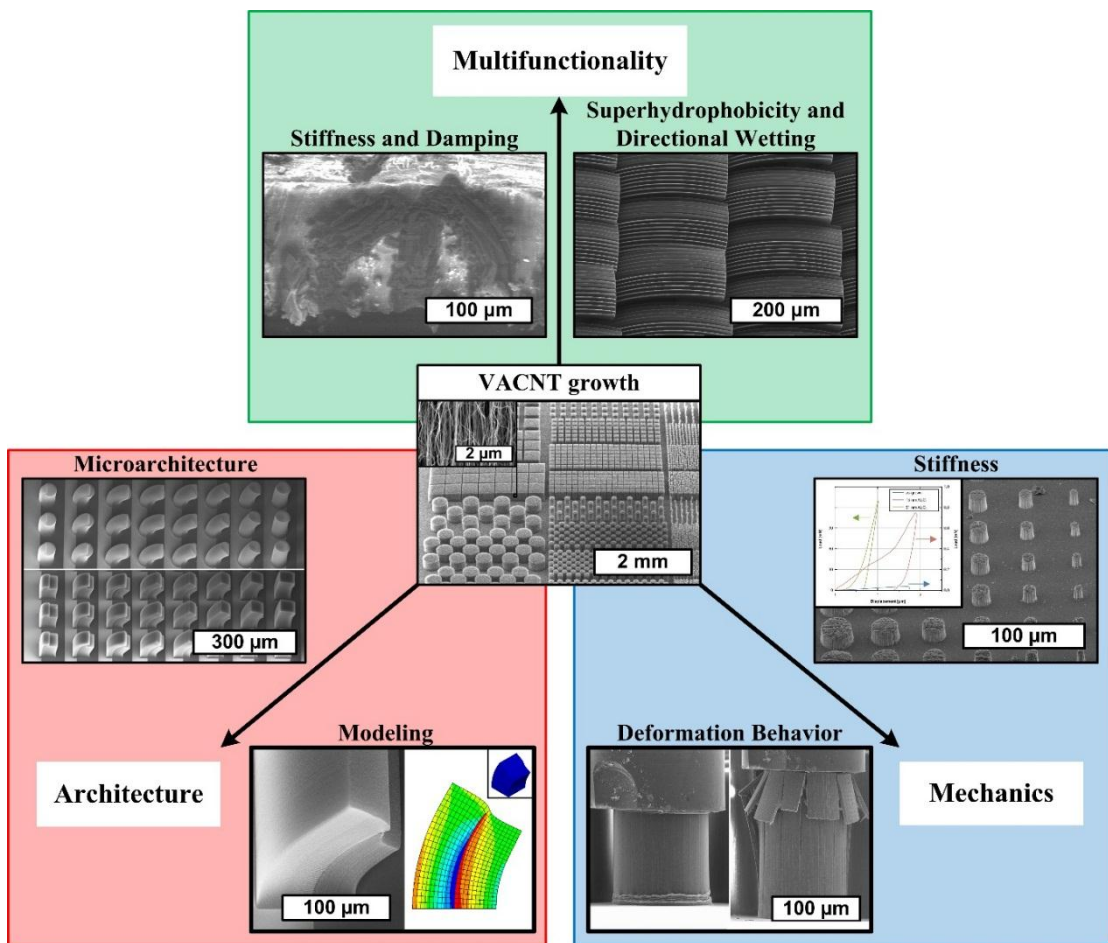 Multifunctionality
Stiffness and Damping
Superhydrophobicity and
Directional Wetting
100 µm
200 µm
VACNT growth
2 µm
2 mm
Microarchitecture
300 µm
Stiffness
100 µm
Architecture
Modeling
100 µm
Deformation Behavior
100 µm
Mechanics